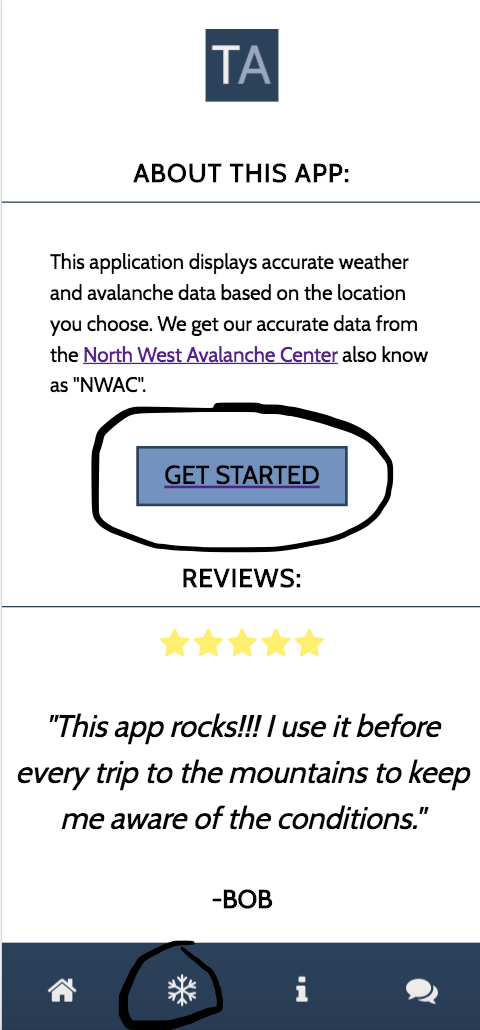 TA
ABOUT THIS APP:
This application displays accurate weather
and avalanche data based on the location
you choose. We get our accurate data from
the North West Avalanche Center also know
as "NWAC".
GET STARTED
REVIEWS:
"This app rocks!!! I use it before
every trip to the mountains to keep
me aware of the conditions."
-BOB